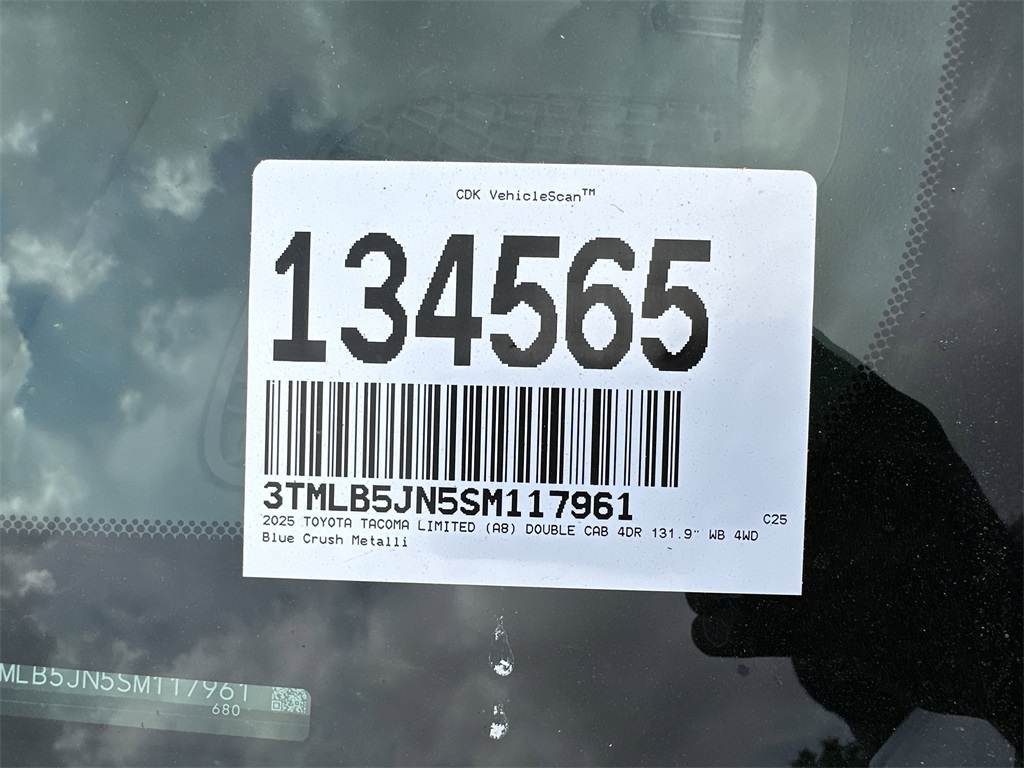 CDK VehicleScan™
134565
3TMLB5JN5SM117961
C25
2025 TOYOTA TACOMA LIMITED (A8) DOUBLE CAB 4DR 131.9" WB 4WD
Blue Crush Metalli
MLB5JN5SM117961
680